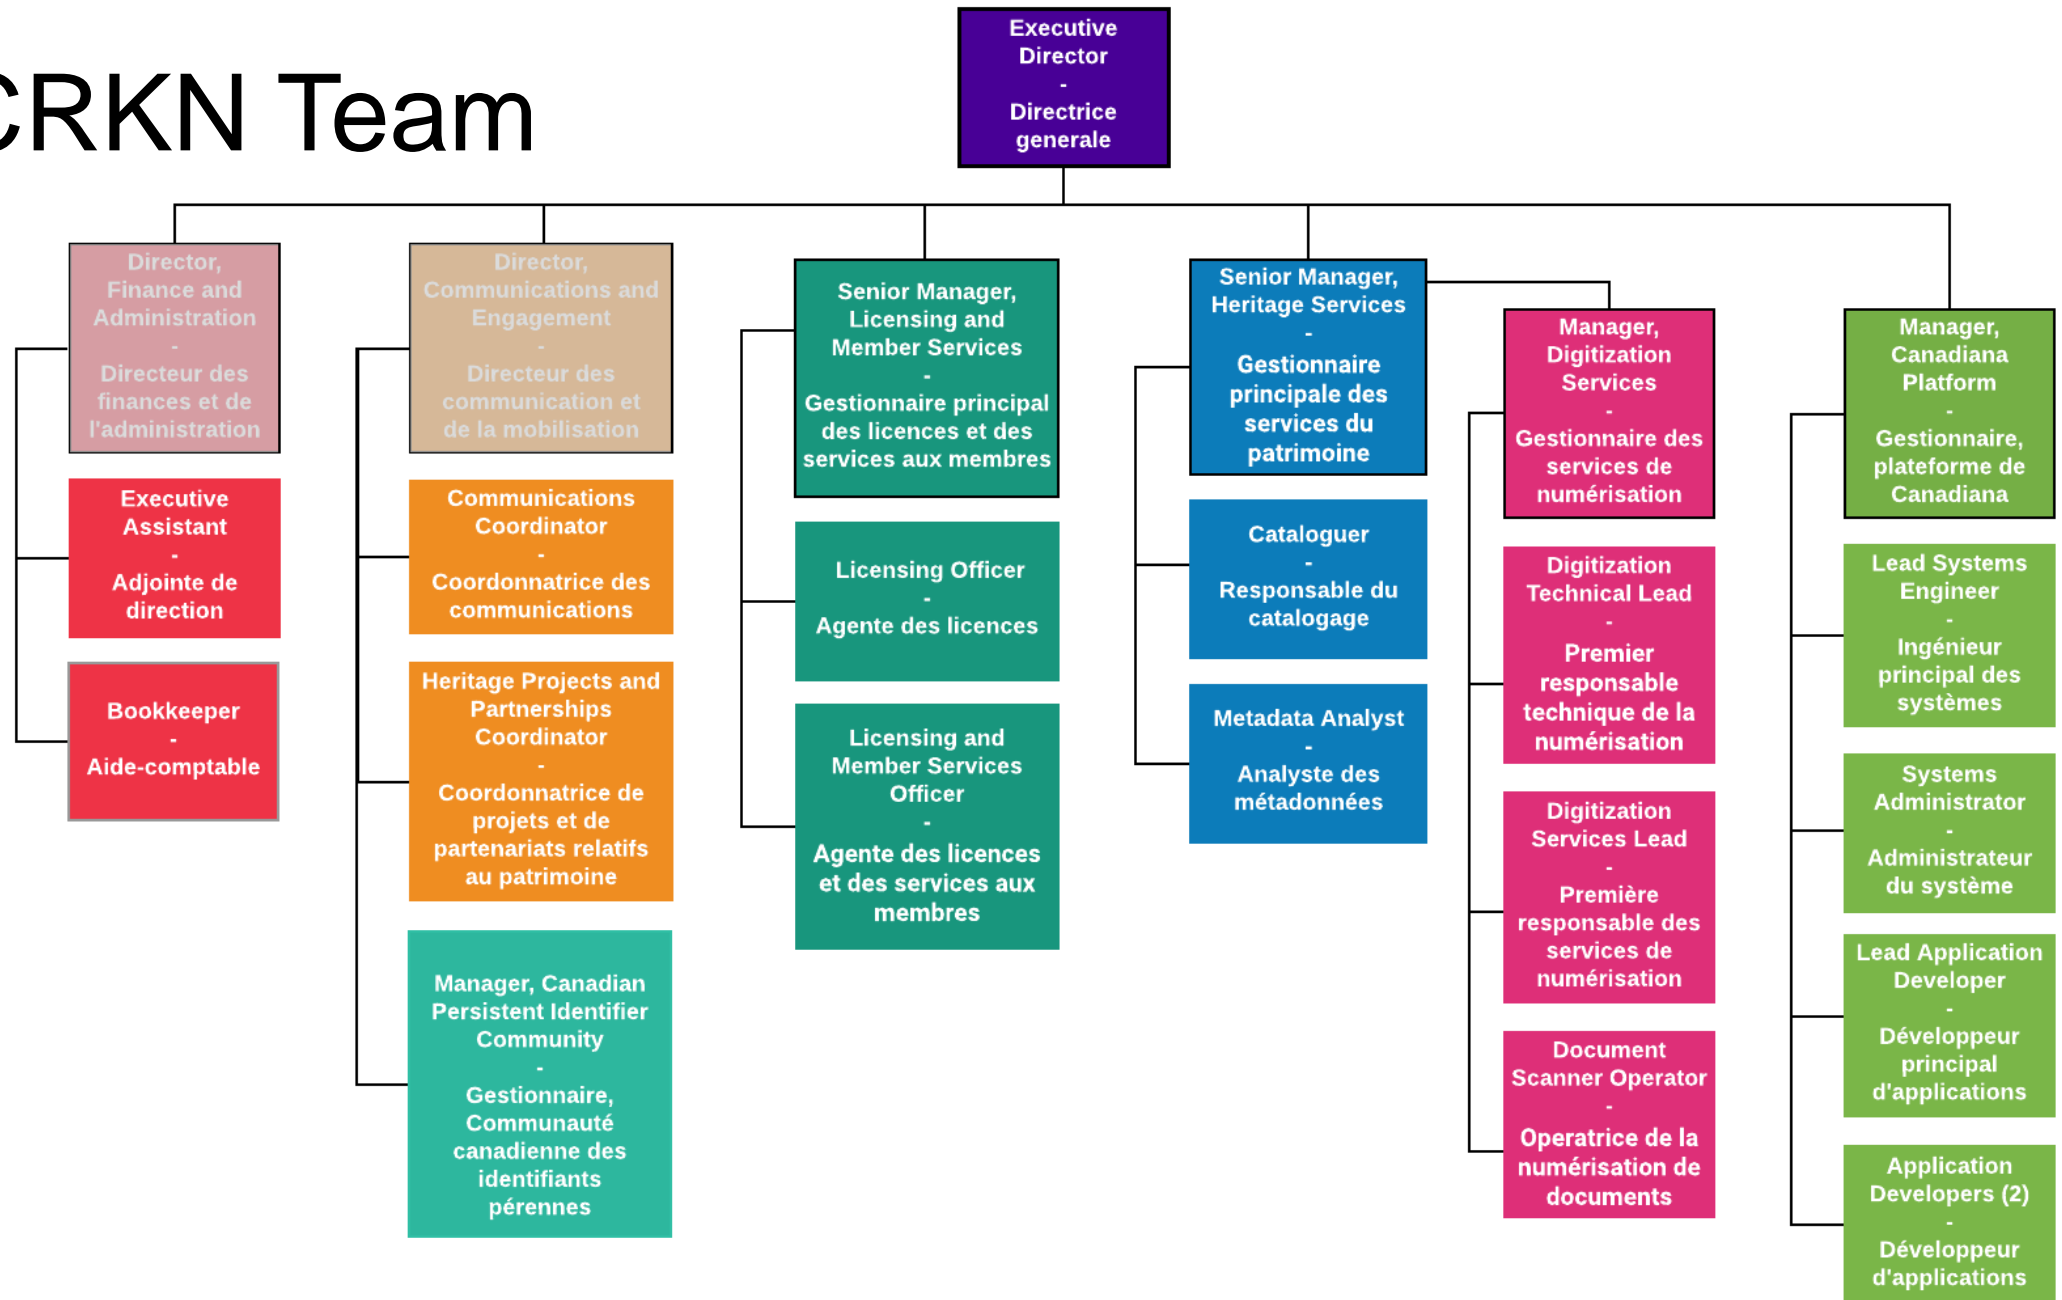 CRKN Team
Executive
Director
-
Directrice
generale
Director,
Finance and
Administration
-
Directeur des
finances et de
l'administration
Executive
Assistant
-
Adjointe de
direction
Bookkeeper
-
Aide-comptable
Director,
Communications and
Engagement
-
Directeur des
communication et
de la mobilisation
Communications
Coordinator
-
Coordonnatrice des
communications
Heritage Projects and
Partnerships
Coordinator
-
Coordonnatrice de
projets et de
partenariats relatifs
au patrimoine
Manager, Canadian
Persistent Identifier
Community
-
Gestionnaire,
Communauté
canadienne des
identifiants
pérennes
Senior Manager,
Licensing and
Member Services
-
Gestionnaire principal
des licences et des
services aux membres
Licensing Officer
-
Agente des licences
Licensing and
Member Services
Officer
-
Agente des licences
et des services aux
membres
Senior Manager,
Heritage Services
-
Gestionnaire
principale des
services du
patrimoine
Cataloguer
-
Responsable du
catalogage
Metadata Analyst
-
Analyste des
métadonnées
Manager,
Digitization
Services
-
Gestionnaire des
services de
numérisation
Digitization
Technical Lead
-
Premier
responsable
technique de la
numérisation
Digitization
Services Lead
-
Première
responsable des
services de
numérisation
Document
Scanner Operator
-
Operatrice de la
numérisation de
documents
Manager,
Canadiana
Platform
-
Gestionnaire,
plateforme de
Canadiana
Lead Systems
Engineer
-
Ingénieur
principal des
systèmes
Systems
Administrator
-
Administrateur
du système
Lead Application
Developer
-
Développeur
principal
d'applications
Application
Developers (2)
-
Développeur
d'applications